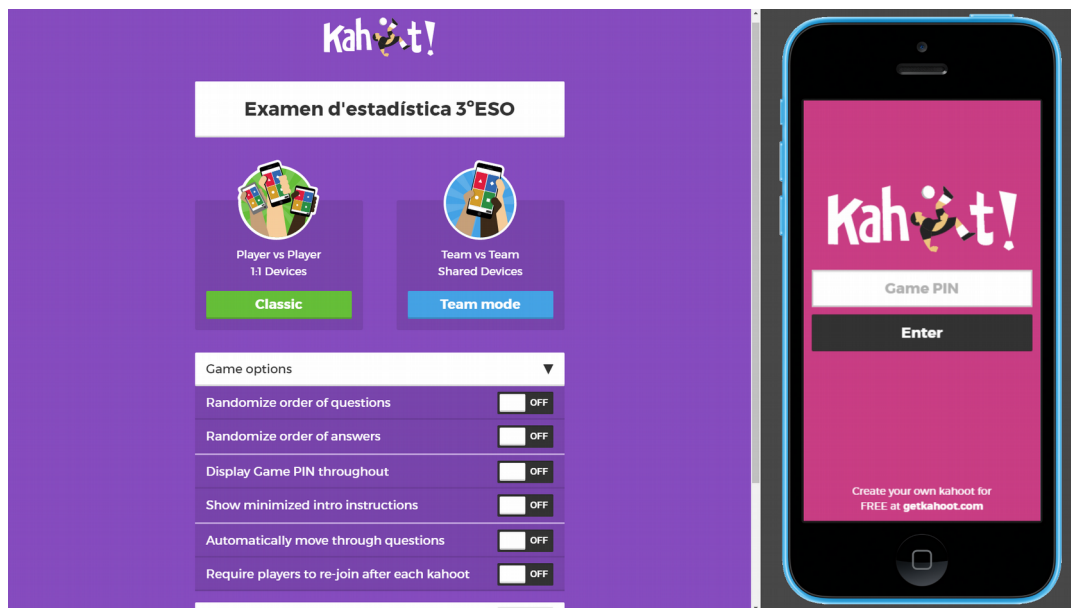 Kahoot!
Examen d'estadística 3ºESO
Player vs Player
1:1 Devices
Classic
Team vs Team
Shared Devices
Team mode
Game options ▼
Randomize order of questions OFF
Randomize order of answers OFF
Display Game PIN throughout OFF
Show minimized intro instructions OFF
Automatically move through questions OFF
Require players to re-join after each kahoot OFF
Kahoot!
Game PIN
Enter
Create your own kahoot for
FREE at getkahoot.com